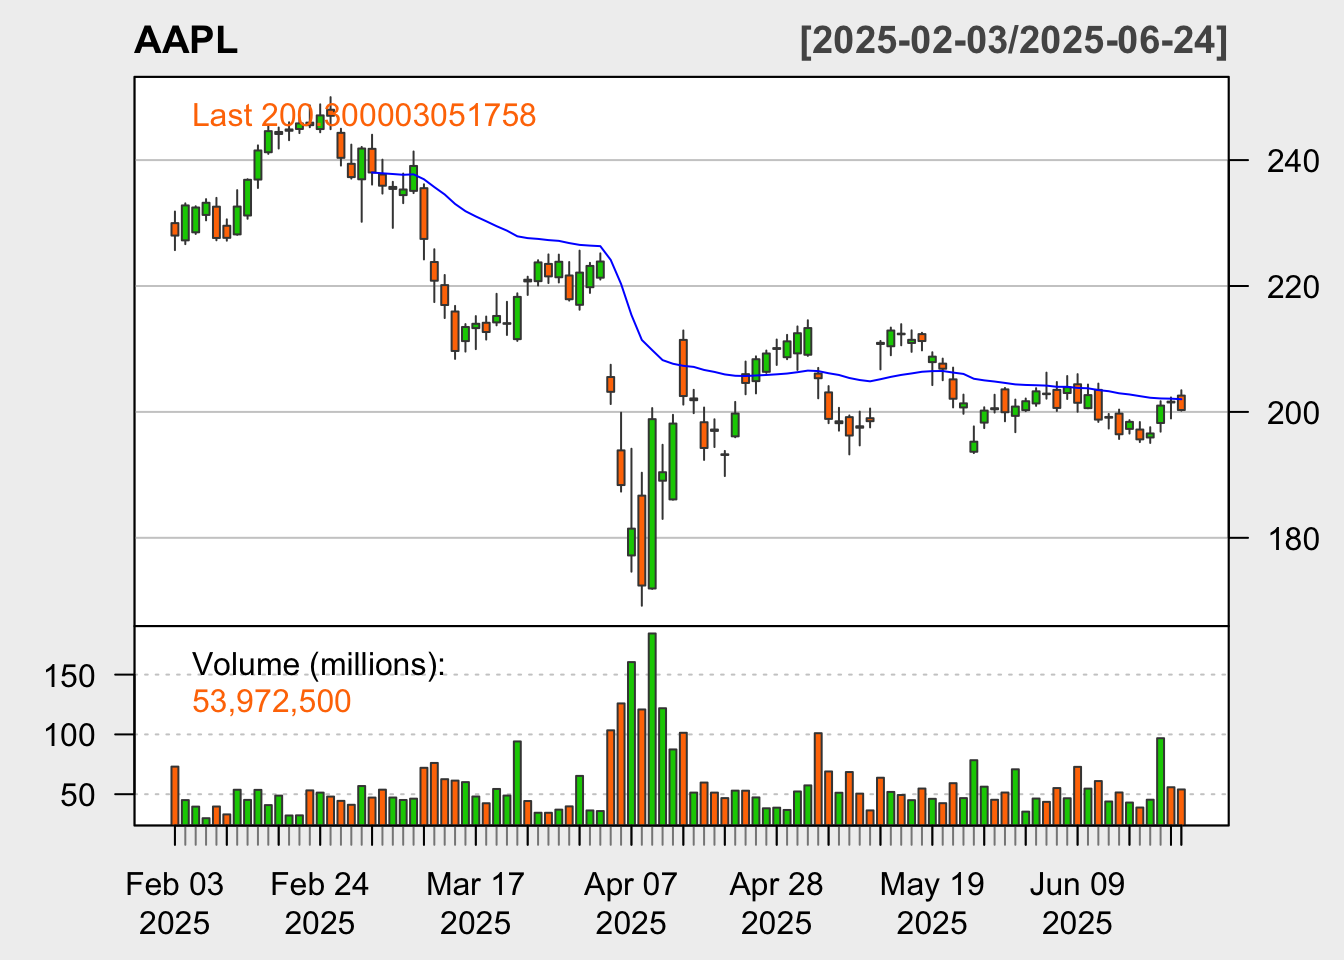 AAPL
[2025-02-03/2025-06-24]
Last 200.300003051758
240
220
200
180
Volume (millions):
53,972,500
150
100
50
Feb 03 2025
Feb 24 2025
Mar 17 2025
Apr 07 2025
Apr 28 2025
May 19 2025
Jun 09 2025